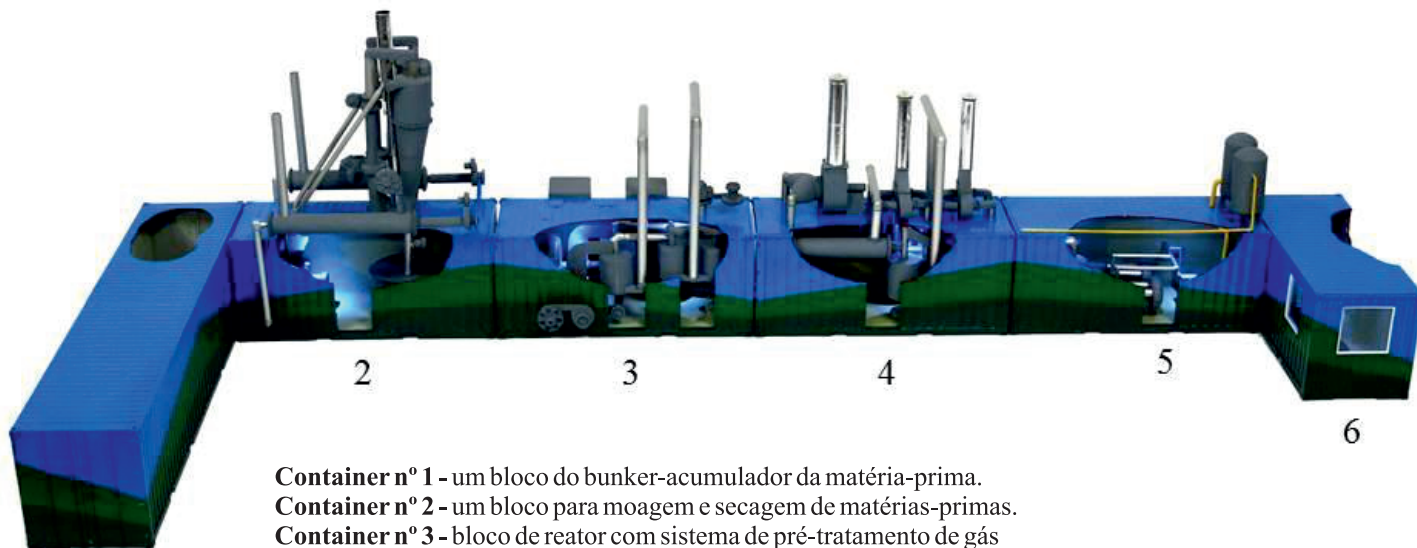 2
3
4
5
6
Container nº 1 - um bloco do bunker-acumulador da matéria-prima.
Container nº 2 - um bloco para moagem e secagem de matérias-primas.
Container nº 3 - bloco de reator com sistema de pré-tratamento de gás